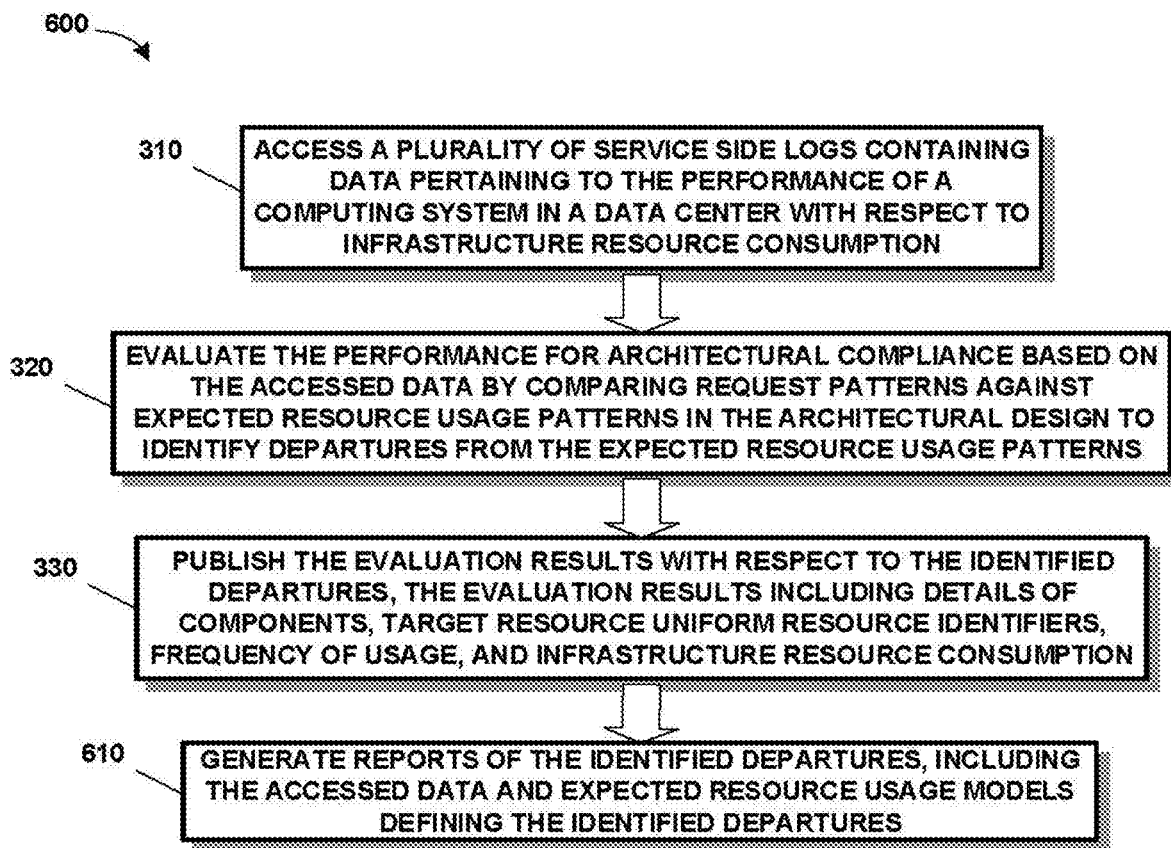 600
310
ACCESS A PLURALITY OF SERVICE SIDE LOGS CONTAINING
DATA PERTAINING TO THE PERFORMANCE OF A
COMPUTING SYSTEM IN A DATA CENTER WITH RESPECT TO
INFRASTRUCTURE RESOURCE CONSUMPTION
320
EVALUATE THE PERFORMANCE FOR ARCHITECTURAL COMPLIANCE BASED ON
THE ACCESSED DATA BY COMPARING REQUEST PATTERNS AGAINST
EXPECTED RESOURCE USAGE PATTERNS IN THE ARCHITECTURAL DESIGN TO
IDENTIFY DEPARTURES FROM THE EXPECTED RESOURCE USAGE PATTERNS
330
PUBLISH THE EVALUATION RESULTS WITH RESPECT TO THE IDENTIFIED
DEPARTURES, THE EVALUATION RESULTS INCLUDING DETAILS OF
COMPONENTS, TARGET RESOURCE UNIFORM RESOURCE IDENTIFIERS,
FREQUENCY OF USAGE, AND INFRASTRUCTURE RESOURCE CONSUMPTION
610
GENERATE REPORTS OF THE IDENTIFIED DEPARTURES, INCLUDING
THE ACCESSED DATA AND EXPECTED RESOURCE USAGE MODELS
DEFINING THE IDENTIFIED DEPARTURES